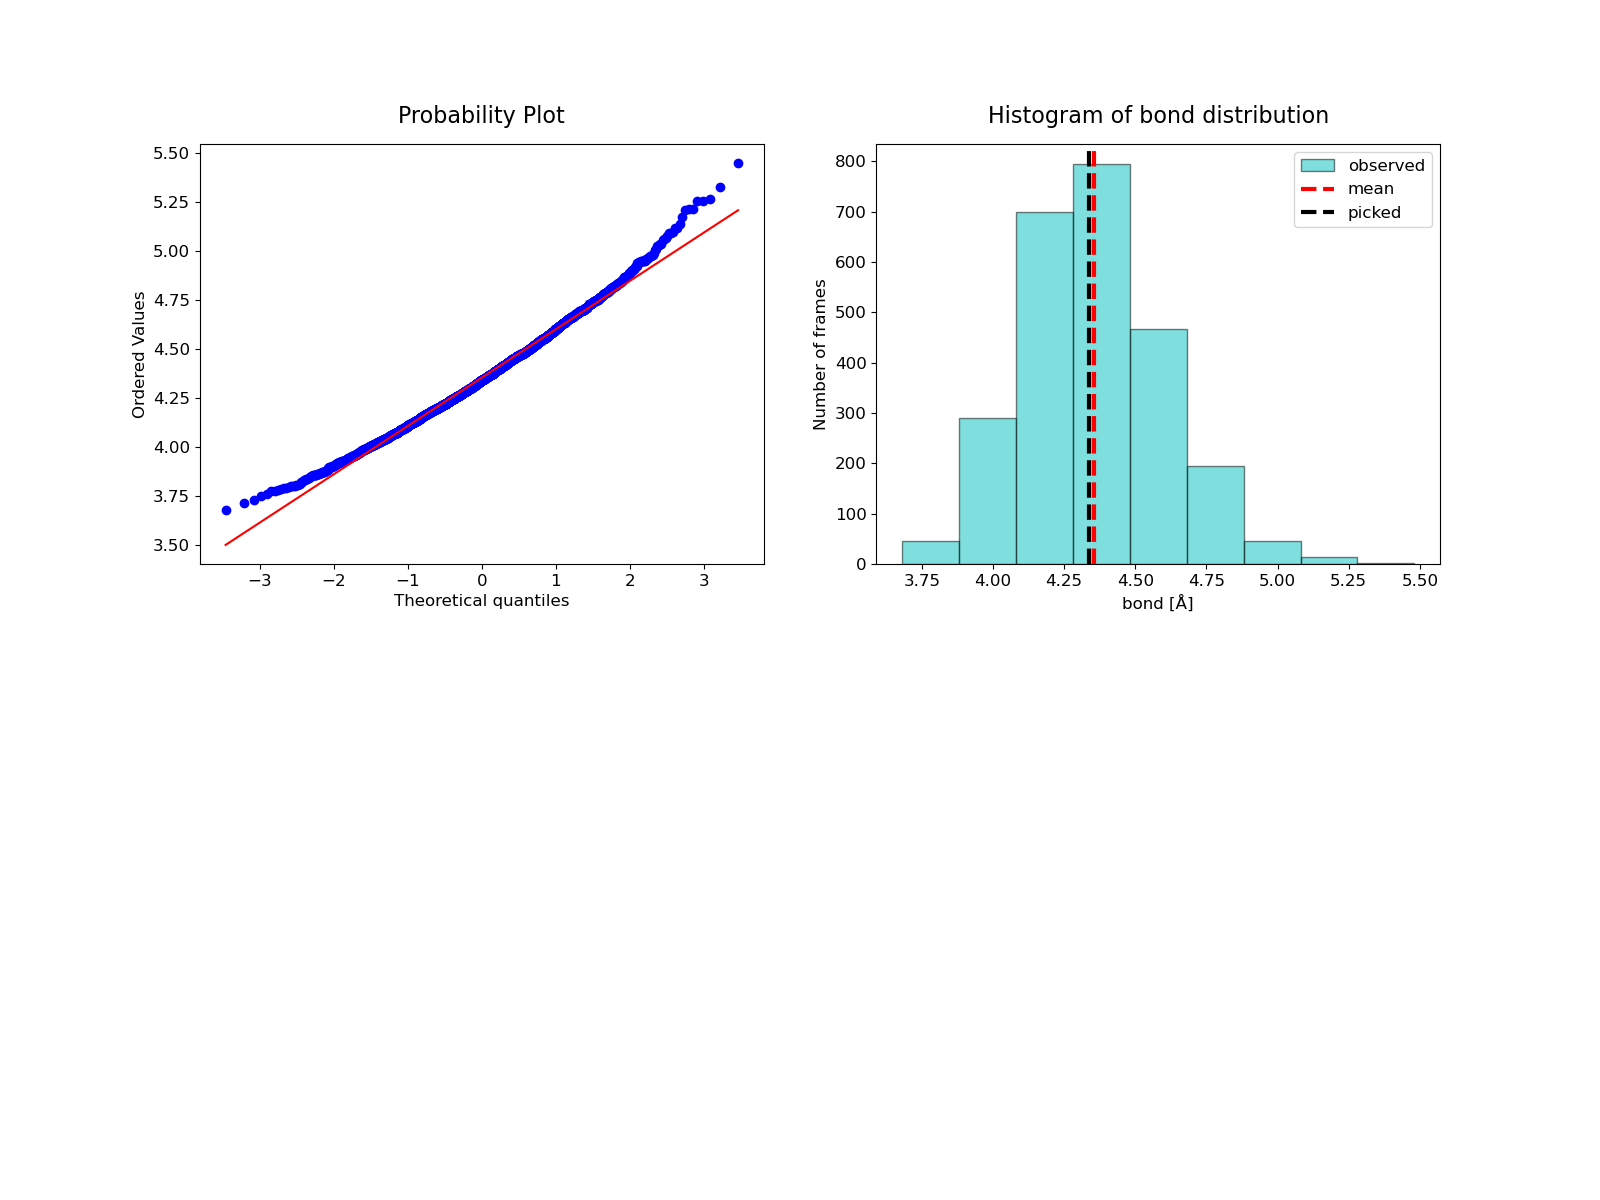 Probability Plot
5.50
5.25
5.00
4.75
4.50
4.25
4.00
3.75
3.50
Ordered Values
−3 −2 −1 0 1 2 3
Theoretical quantiles
Histogram of bond distribution
800
700
600
500
400
300
200
100
0
Number of frames
observed
mean
picked
3.75 4.00 4.25 4.50 4.75 5.00 5.25 5.50
bond [Å]